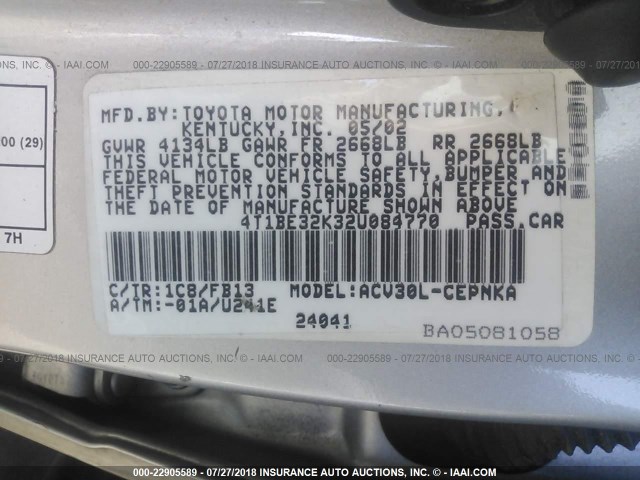 000-22905589 / 07/27/2018 INSURANCE AUTO AUCTIONS, INC. - © IAAI.COM
MFD.BY:TOYOTA MOTOR MANUFACTURING,
KENTUCKY,INC. 05/02
GVWR 4134LB GAWR FR 2668LB RR 2668LB
THIS VEHICLE CONFORMS TO ALL APPLICABLE
FEDERAL MOTOR VEHICLE SAFETY,BUMPER AND
THEFT PREVENTION STANDARDS IN EFFECT ON
THE DATE OF MANUFACTURE SHOWN ABOVE
4T1BE32K32U084770 PASS.CAR
C/TR:1C8/FB13 MODEL:ACV30L-CEPNKA
A/TM:-01A/U241E
24041
BA05081058
00 (29)
7H
000-22905589 / 07/27/2018 INSURANCE AUTO AUCTIONS, INC. - © IAAI.COM